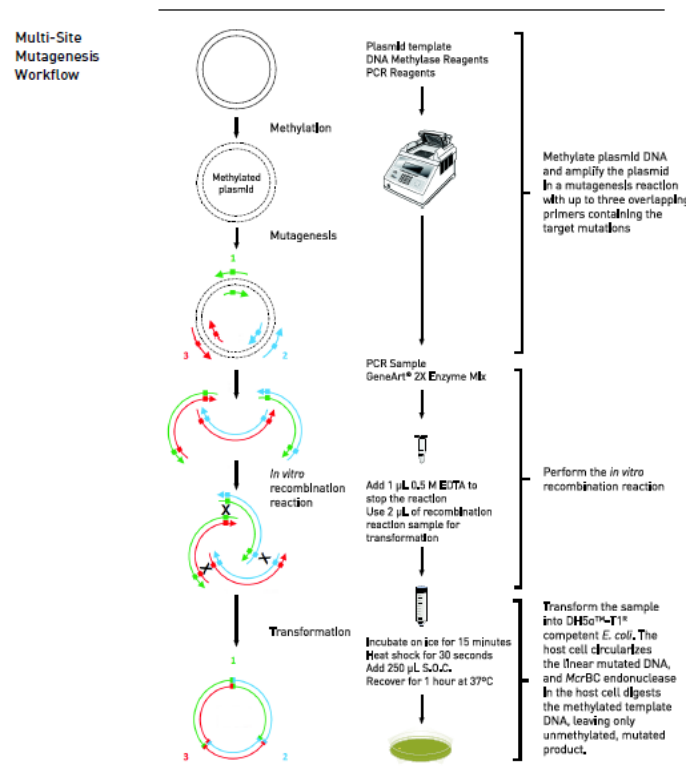 Multi-Site
Mutagenesis
Workflow
Methylation
Methylated
plasmid
Mutagenesis
1
3
2
In vitro
recombination
reaction
X
X
X
Transformation
1
3
2
Plasmid template
DNA Methylase Reagents
PCR Reagents
PCR Sample
GeneArt® 2X Enzyme Mix
Add 1 µL 0.5 M EDTA to
stop the reaction
Use 2 µL of recombination
reaction sample for
transformation
Incubate on ice for 15 minutes
Heat shock for 30 seconds
Add 250 µL S.O.C.
Recover for 1 hour at 37ºC
Methylate plasmid DNA
and amplify the plasmid
in a mutagenesis reaction
with up to three overlapping
primers containing the
target mutations
Perform the in vitro
recombination reaction
Transform the sample
into DH5α™-T1ᴿ
competent E. coli. The
host cell circularizes
the linear mutated DNA,
and McrBC endonuclease
in the host cell digests
the methylated template
DNA, leaving only
unmethylated, mutated
product.